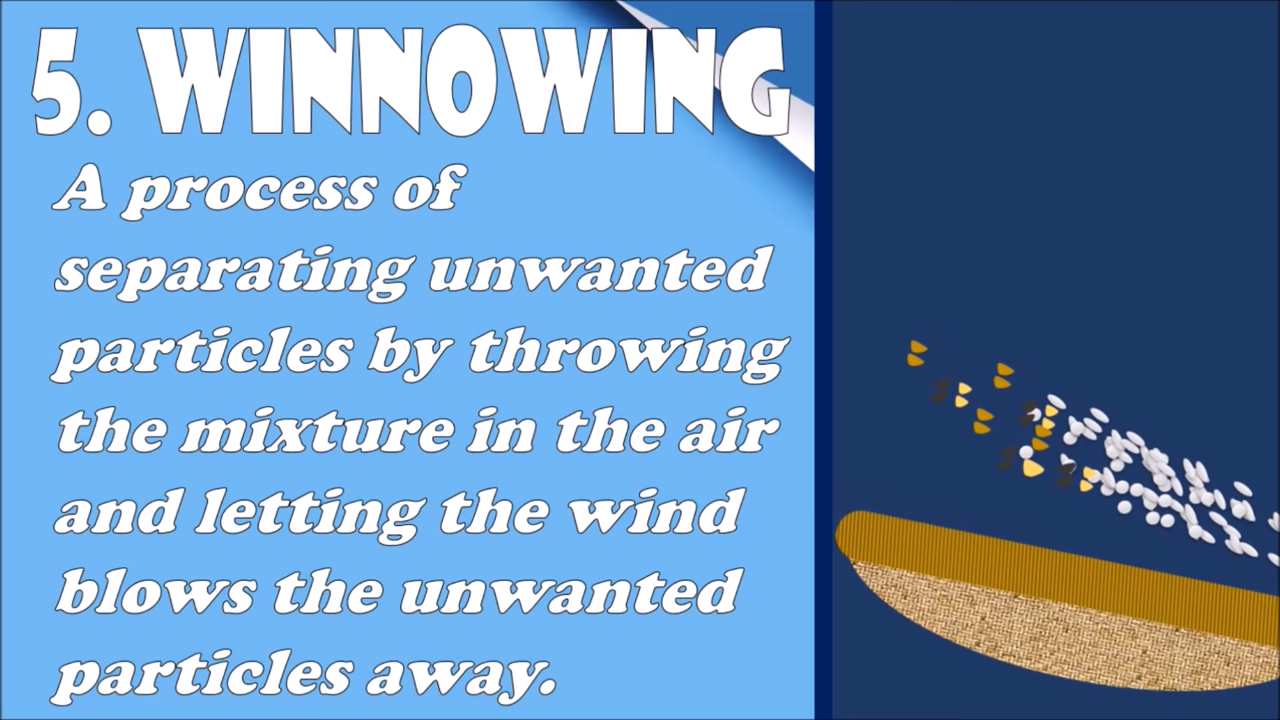 5. WINNOWING
A process of
separating unwanted
particles by throwing
the mixture in the air
and letting the wind
blows the unwanted
particles away.